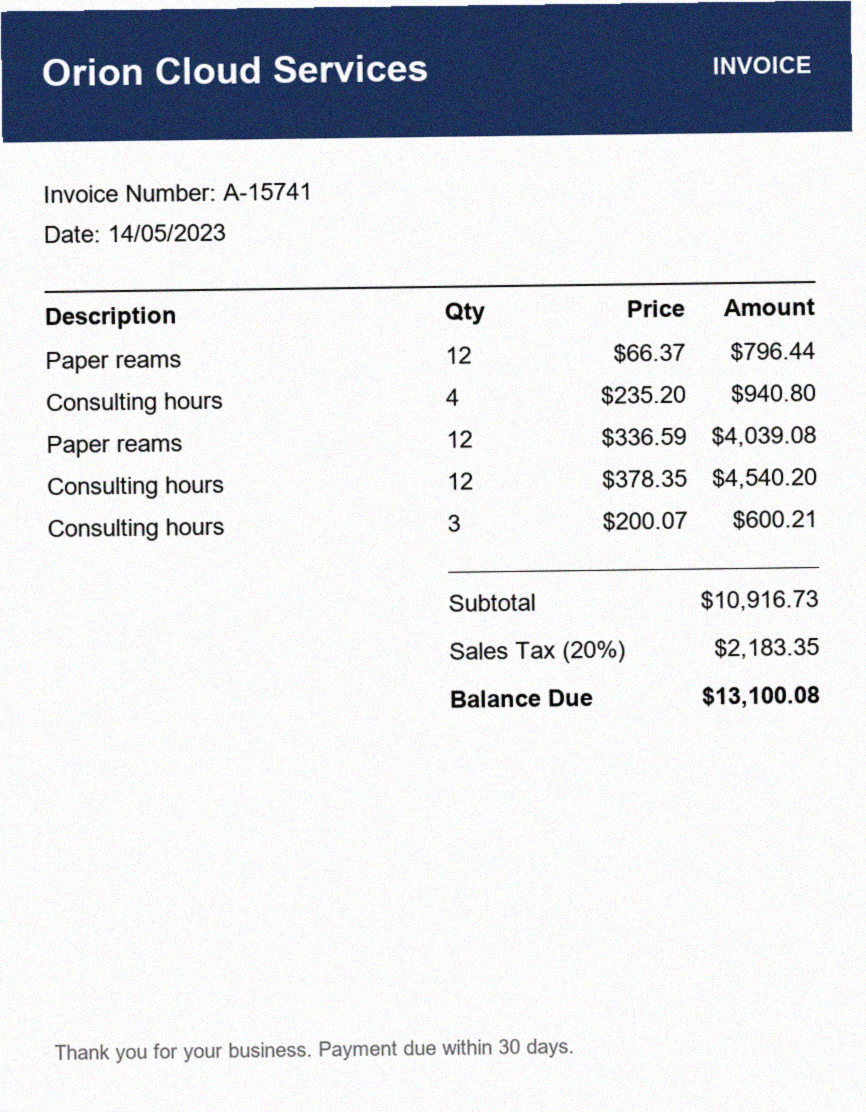 Orion Cloud Services INVOICE
Invoice Number: A-15741
Date: 14/05/2023
Description Qty Price Amount
Paper reams 12 $66.37 $796.44
Consulting hours 4 $235.20 $940.80
Paper reams 12 $336.59 $4,039.08
Consulting hours 12 $378.35 $4,540.20
Consulting hours 3 $200.07 $600.21
Subtotal $10,916.73
Sales Tax (20%) $2,183.35
Balance Due $13,100.08
Thank you for your business. Payment due within 30 days.